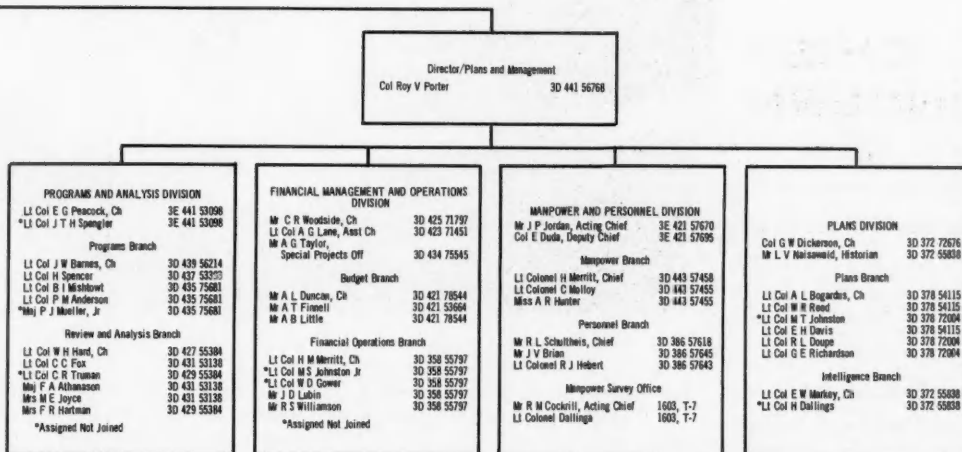 Director/Plans and Management
Col Roy V Porter 3D 441 56768
PROGRAMS AND ANALYSIS DIVISION
Lt Col E G Peacock, Ch 3E 441 53098
*Lt Col J T H Spengler 3E 441 53098
Programs Branch
Lt Col J W Barnes, Ch 3D 439 56214
Lt Col H Spencer 3D 437 53393
Lt Col B I Mishtowt 3D 435 75681
Lt Col P M Anderson 3D 435 75681
*Maj P J Mueller, Jr 3D 435 75681
Review and Analysis Branch
Lt Col W H Hard, Ch 3D 427 55384
Lt Col C C Fox 3D 431 53138
*Lt Col C R Truman 3D 429 55384
Maj F A Athanason 3D 431 53138
Mrs M E Joyce 3D 431 53138
Mrs F R Hartman 3D 429 55384
*Assigned Not Joined
FINANCIAL MANAGEMENT AND OPERATIONS
DIVISION
Mr C R Woodside, Ch 3D 425 71797
Lt Col A G Lane, Asst Ch 3D 423 71451
Mr A G Taylor,
Special Projects Off 3D 434 75545
Budget Branch
Mr A L Duncan, Ch 3D 421 78544
Mr A T Finnell 3D 421 53664
Mr A B Little 3D 421 78544
Financial Operations Branch
Lt Col H M Merritt, Ch 3D 358 55797
*Lt Col M S Johnston Jr 3D 358 55797
*Lt Col W D Gower 3D 358 55797
Mr J D Lubin 3D 358 55797
Mr R S Williamson 3D 358 55797
*Assigned Not Joined
MANPOWER AND PERSONNEL DIVISION
Mr J P Jordan, Acting Chief 3E 421 57670
Col E Duda, Deputy Chief 3E 421 57695
Manpower Branch
Lt Colonel H Merritt, Chief 3D 443 57458
Lt Colonel C Molloy 3D 443 57455
Miss A R Hunter 3D 443 57455
Personnel Branch
Mr R L Schultheis, Chief 3D 386 57618
Mr J V Brian 3D 386 57645
Lt Colonel R J Hebert 3D 386 57643
Manpower Survey Office
Mr R M Cockrill, Acting Chief 1603, T-7
Lt Colonel Dallinga 1603, T-7
PLANS DIVISION
Col G W Dickerson, Ch 3D 372 72676
Mr L V Naisawald, Historian 3D 372 55838
Plans Branch
Lt Col A L Bogardus, Ch 3D 378 54115
Lt Col W R Reed 3D 378 54115
*Lt Col M T Johnston 3D 378 72004
Lt Col E H Davis 3D 378 54115
Lt Col R L Doupe 3D 378 72004
Lt Col G E Richardson 3D 378 72004
Intelligence Branch
Lt Col E W Markey, Ch 3D 372 55838
*Lt Col H Dallings 3D 372 55838